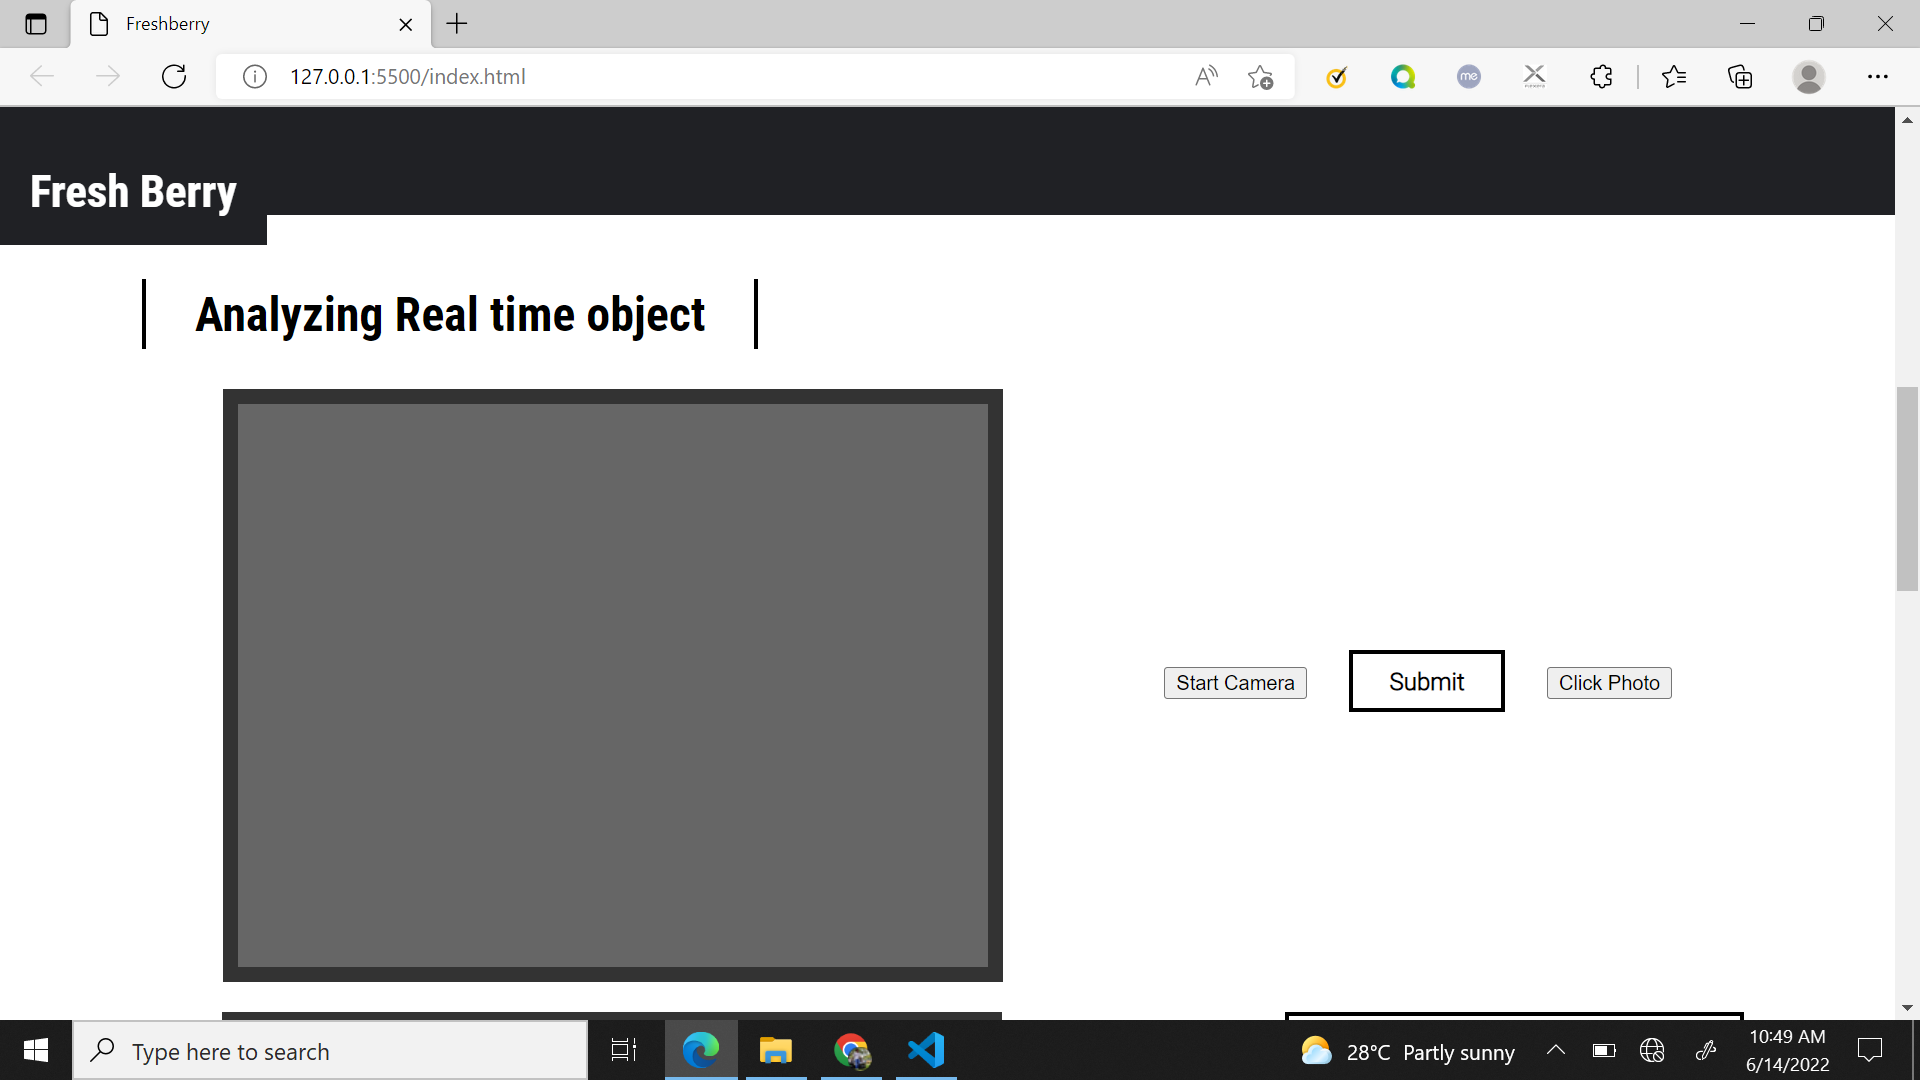 Freshberry
127.0.0.1:5500/index.html
me
Fresh Berry
Analyzing Real time object
Start Camera
Submit
Click Photo
Type here to search
28°C Partly sunny
10:49 AM
6/14/2022